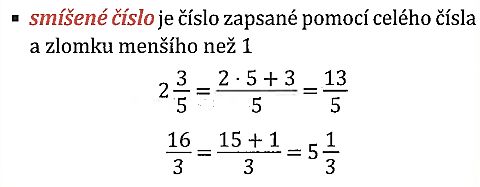 ▪ smíšené číslo je číslo zapsané pomocí celého čísla
a zlomku menšího než 1
2 3/5 = (2 · 5 + 3)/5 = 13/5
16/3 = (15 + 1)/3 = 5 1/3